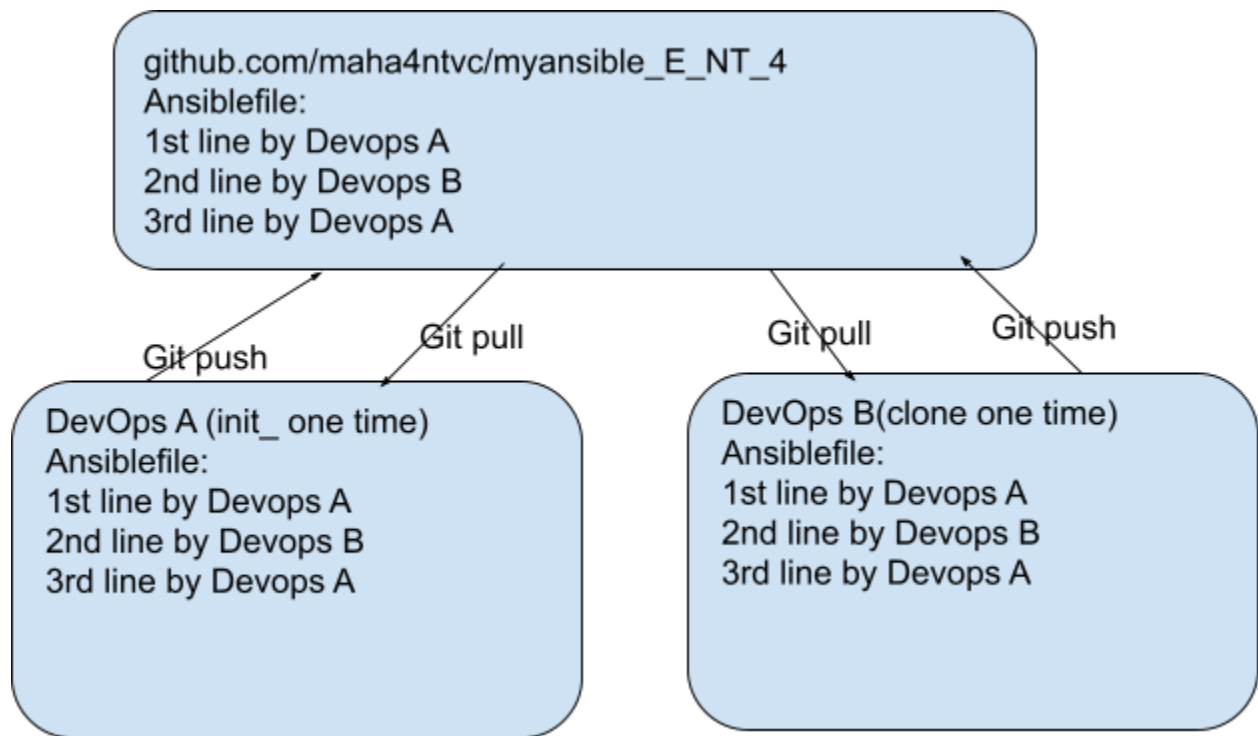 github.com/maha4ntvc/myansible_E_NT_4
Ansiblefile:
1st line by Devops A
2nd line by Devops B
3rd line by Devops A
Git push
Git pull
Git pull
Git push
DevOps A (init_ one time)
Ansiblefile:
1st line by Devops A
2nd line by Devops B
3rd line by Devops A
DevOps B(clone one time)
Ansiblefile:
1st line by Devops A
2nd line by Devops B
3rd line by Devops A